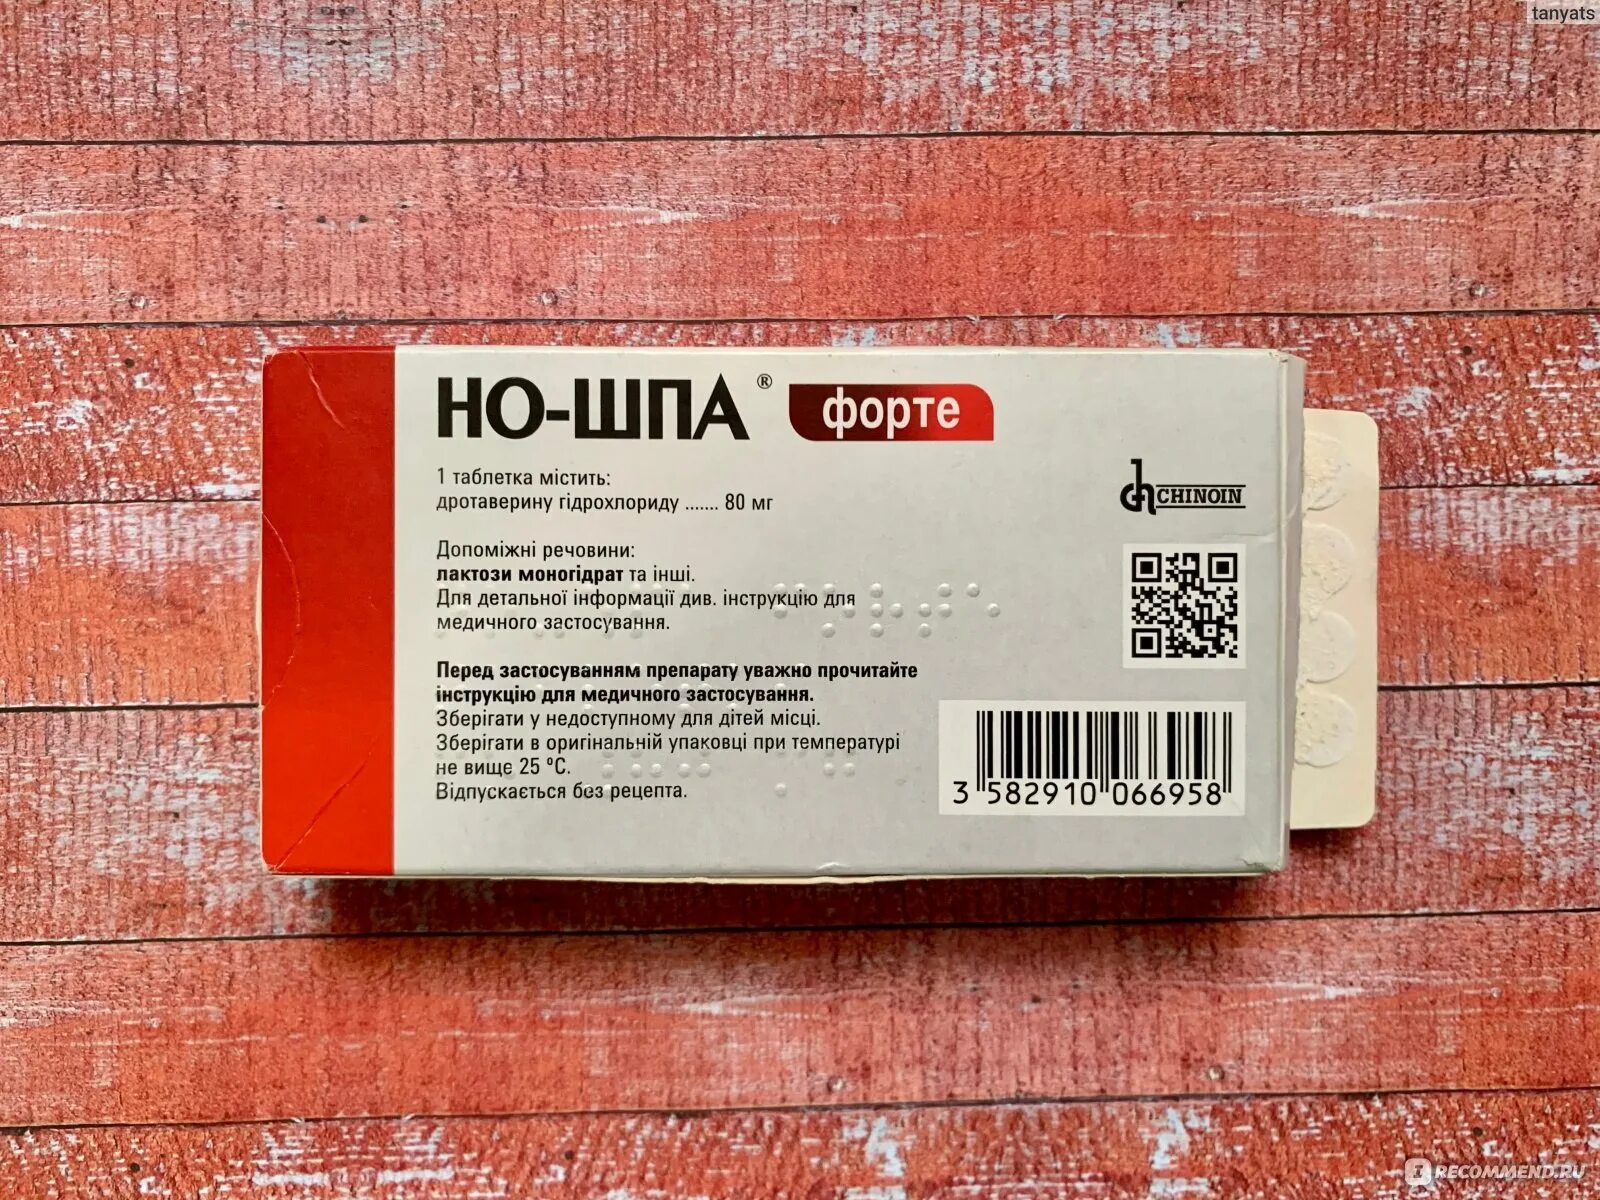 tanyats
НО-ШПА® форте
1 таблетка містить:
дротаверину гідрохлориду ....... 80 мг
CHINOIN
Допоміжні речовини:
лактози моногідрат та інші.
Для детальної інформації див. інструкцію для
медичного застосування.
Перед застосуванням препарату уважно прочитайте
інструкцію для медичного застосування.
Зберігати у недоступному для дітей місці.
Зберігати в оригінальній упаковці при температурі
не вище 25 ºС.
Відпускається без рецепта.
3 582910 066958
RECOMMEND.RU